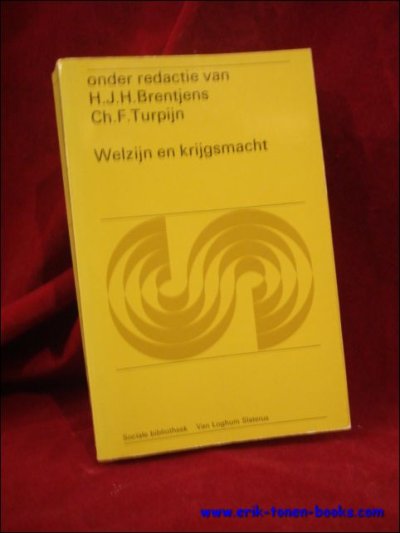 onder redactie van
H.J.H.Brentjens
Ch.F.Turpijn
Welzijn en krijgsmacht
Sociale bibliotheek Van Loghum Slaterus
www.erik-tonen-books.com